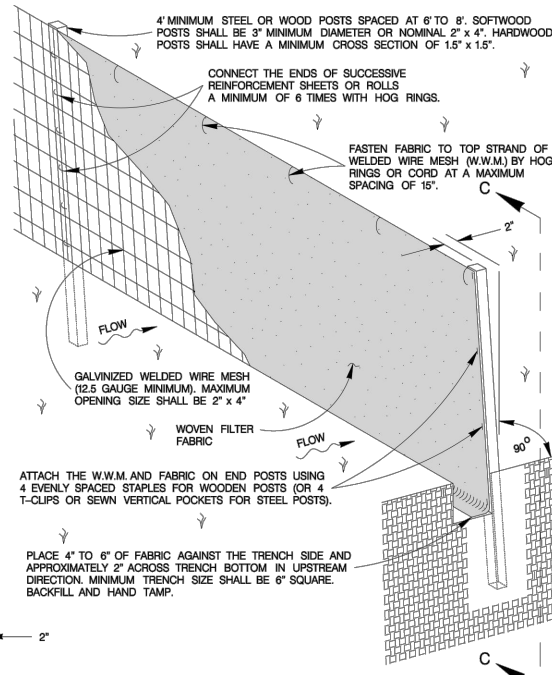 4' MINIMUM STEEL OR WOOD POSTS SPACED AT 6' TO 8'. SOFTWOOD
POSTS SHALL BE 3" MINIMUM DIAMETER OR NOMINAL 2" x 4". HARDWOOD
POSTS SHALL HAVE A MINIMUM CROSS SECTION OF 1.5" x 1.5".
CONNECT THE ENDS OF SUCCESSIVE
REINFORCEMENT SHEETS OR ROLLS
A MINIMUM OF 6 TIMES WITH HOG RINGS.
FASTEN FABRIC TO TOP STRAND OF
WELDED WIRE MESH (W.W.M.) BY HOG
RINGS OR CORD AT A MAXIMUM
SPACING OF 15".
C
2"
FLOW
GALVINIZED WELDED WIRE MESH
(12.5 GAUGE MINIMUM). MAXIMUM
OPENING SIZE SHALL BE 2" x 4"
WOVEN FILTER
FABRIC
FLOW
90°
ATTACH THE W.W.M. AND FABRIC ON END POSTS USING
4 EVENLY SPACED STAPLES FOR WOODEN POSTS (OR 4
T-CLIPS OR SEWN VERTICAL POCKETS FOR STEEL POSTS).
PLACE 4" TO 6" OF FABRIC AGAINST THE TRENCH SIDE AND
APPROXIMATELY 2" ACROSS TRENCH BOTTOM IN UPSTREAM
DIRECTION. MINIMUM TRENCH SIZE SHALL BE 6" SQUARE.
BACKFILL AND HAND TAMP.
2"
C